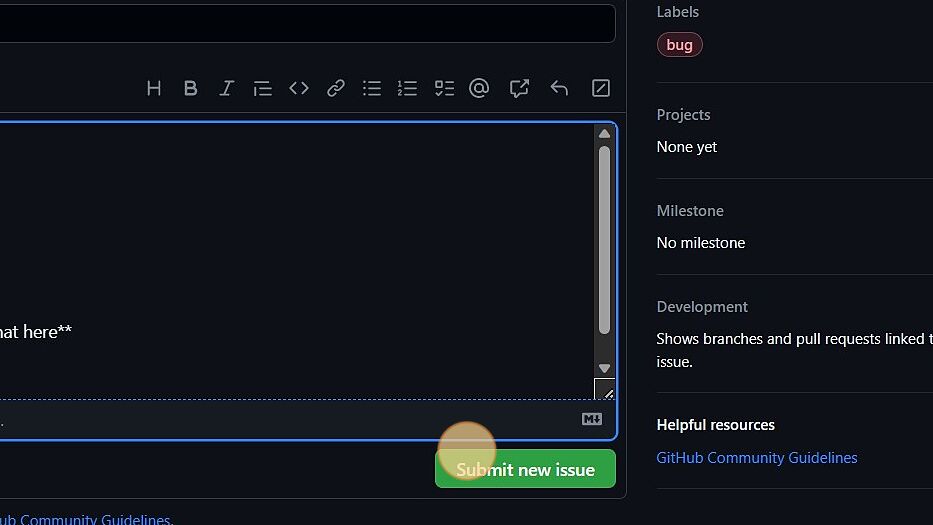 Labels
bug
H B I
Projects
None yet
Milestone
No milestone
Development
Shows branches and pull requests linked
issue.
here**
.
Helpful resources
GitHub Community Guidelines
Submit new issue
Community Guidelines.